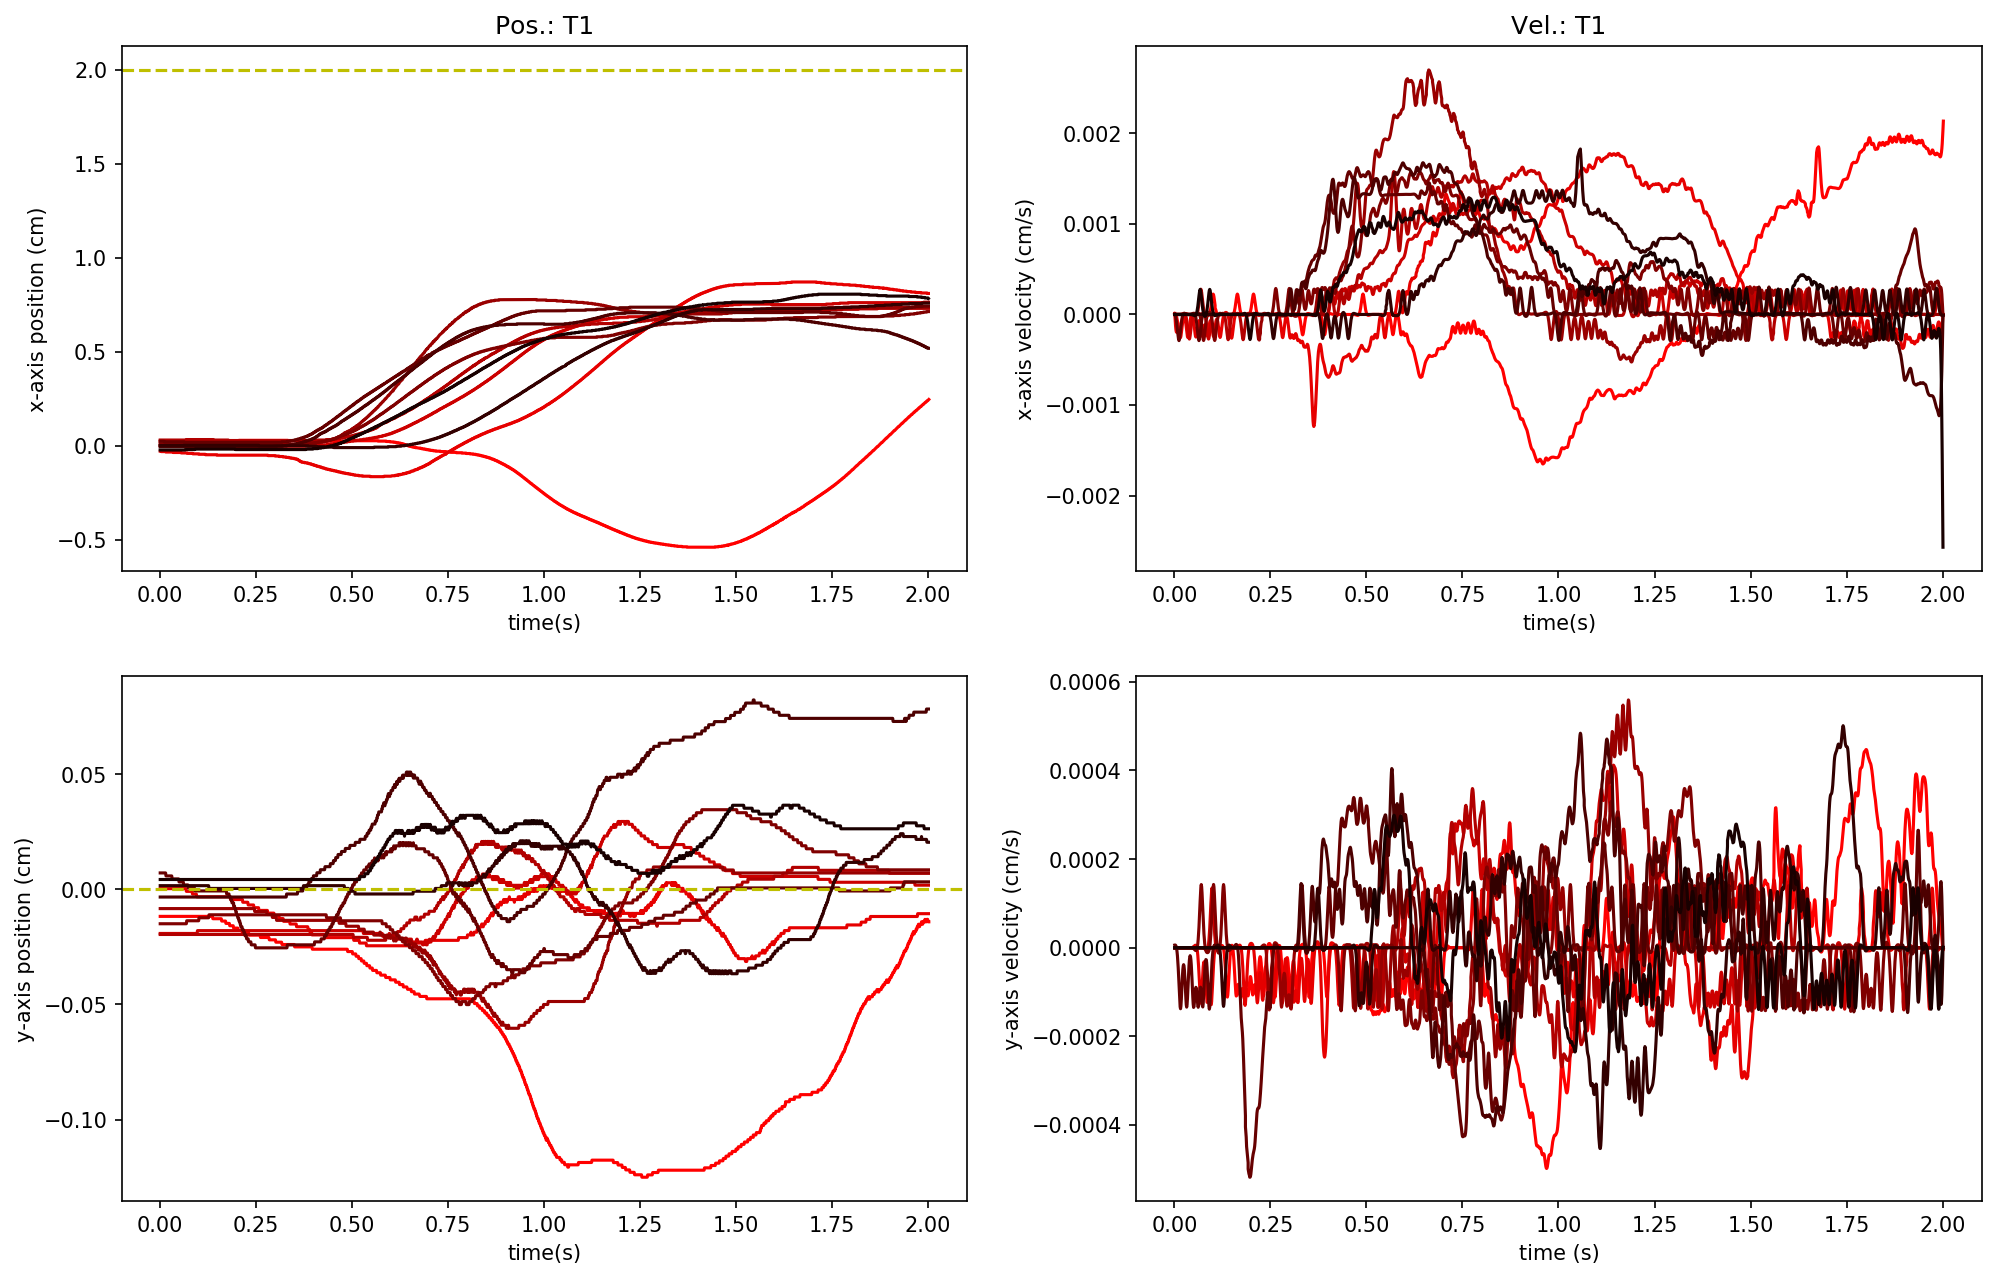 Pos.: T1
Vel.: T1
x-axis position (cm)
2.0
1.5
1.0
0.5
0.0
−0.5
0.00 0.25 0.50 0.75 1.00 1.25 1.50 1.75 2.00
time(s)
x-axis velocity (cm/s)
0.002
0.001
0.000
−0.001
−0.002
0.00 0.25 0.50 0.75 1.00 1.25 1.50 1.75 2.00
time(s)
y-axis position (cm)
0.05
0.00
−0.05
−0.10
0.00 0.25 0.50 0.75 1.00 1.25 1.50 1.75 2.00
time(s)
y-axis velocity (cm/s)
0.0006
0.0004
0.0002
0.0000
−0.0002
−0.0004
0.00 0.25 0.50 0.75 1.00 1.25 1.50 1.75 2.00
time (s)